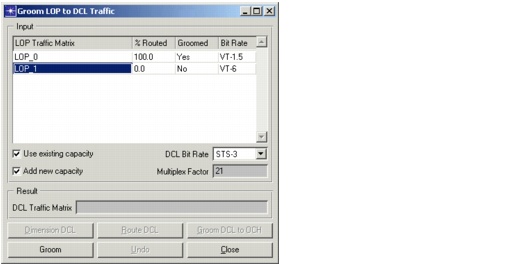 Groom LOP to DCL Traffic
Input
LOP Traffic Matrix % Routed Groomed Bit Rate
LOP_0 100.0 Yes VT-1.5
LOP_1 0.0 No VT-6
Use existing capacity DCL Bit Rate STS-3
Add new capacity Multiplex Factor 21
Result
DCL Traffic Matrix
Dimension DCL Route DCL Groom DCL to OCH
Groom Undo Close